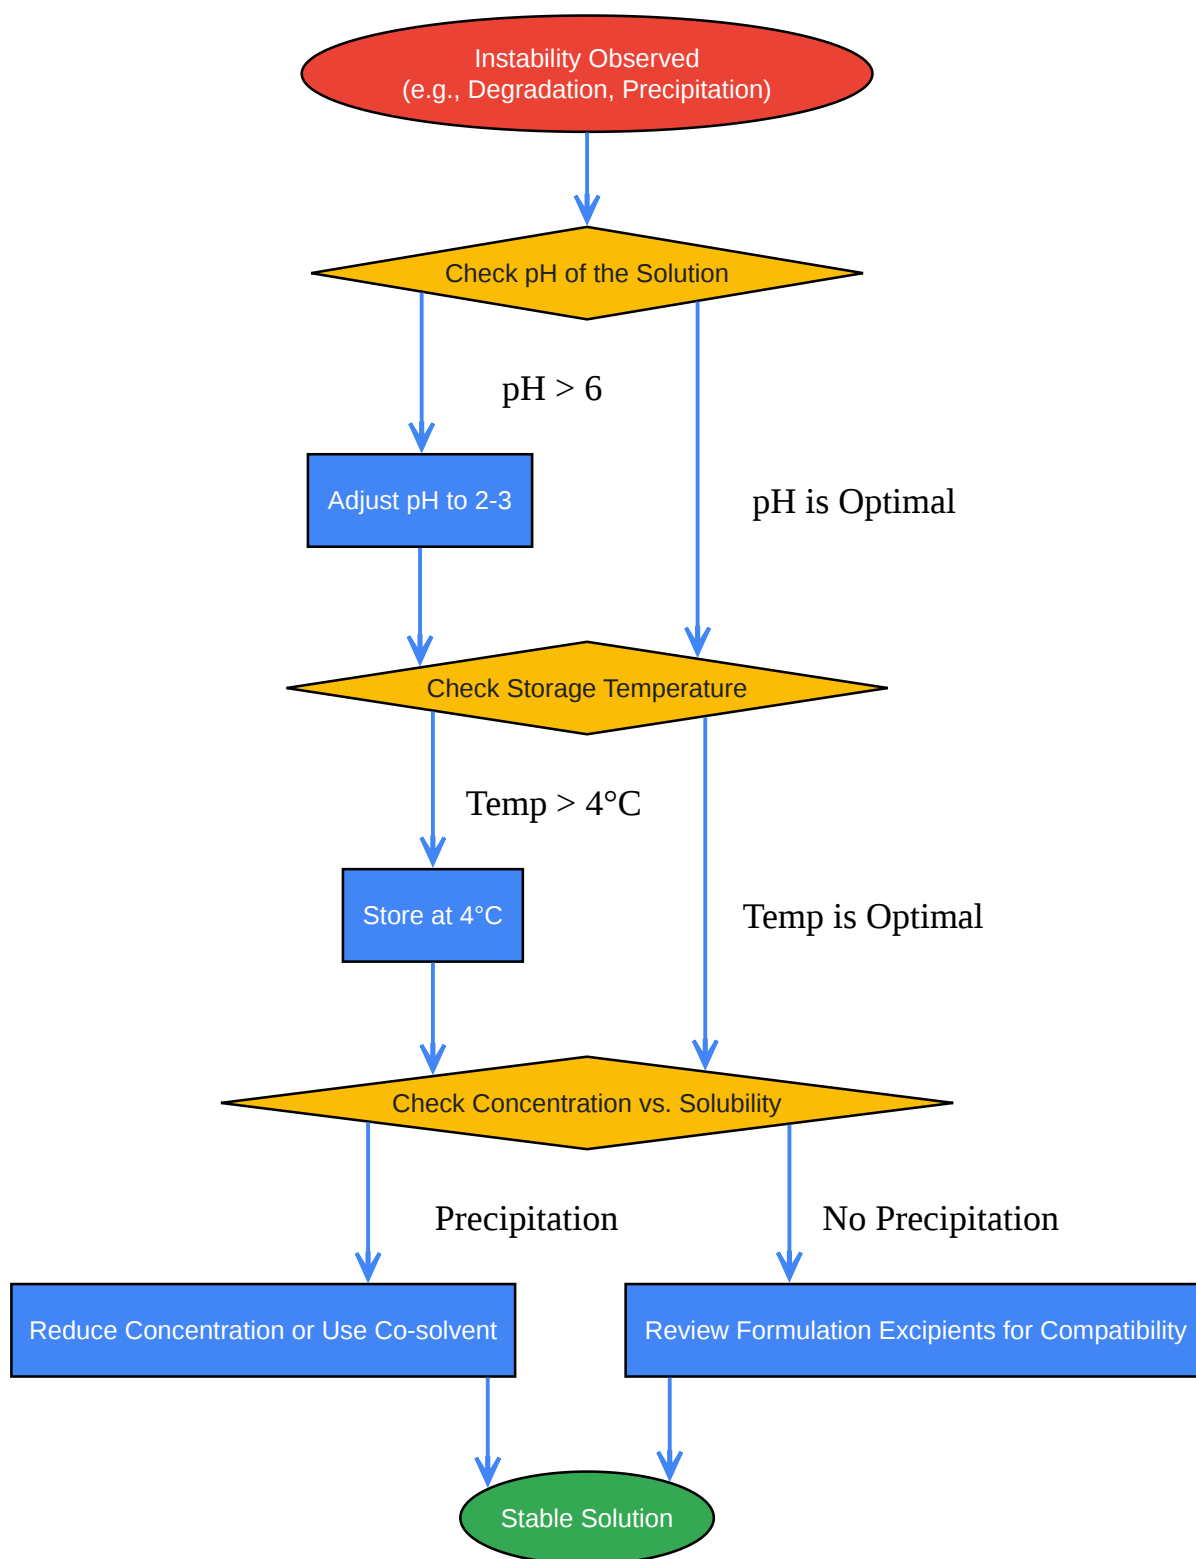 Instability Observed
(e.g., Degradation, Precipitation)
Check pH of the Solution
pH > 6
Adjust pH to 2-3
pH is Optimal
Check Storage Temperature
Temp > 4°C
Store at 4°C
Temp is Optimal
Check Concentration vs. Solubility
Precipitation
No Precipitation
Reduce Concentration or Use Co-solvent
Review Formulation Excipients for Compatibility
Stable Solution